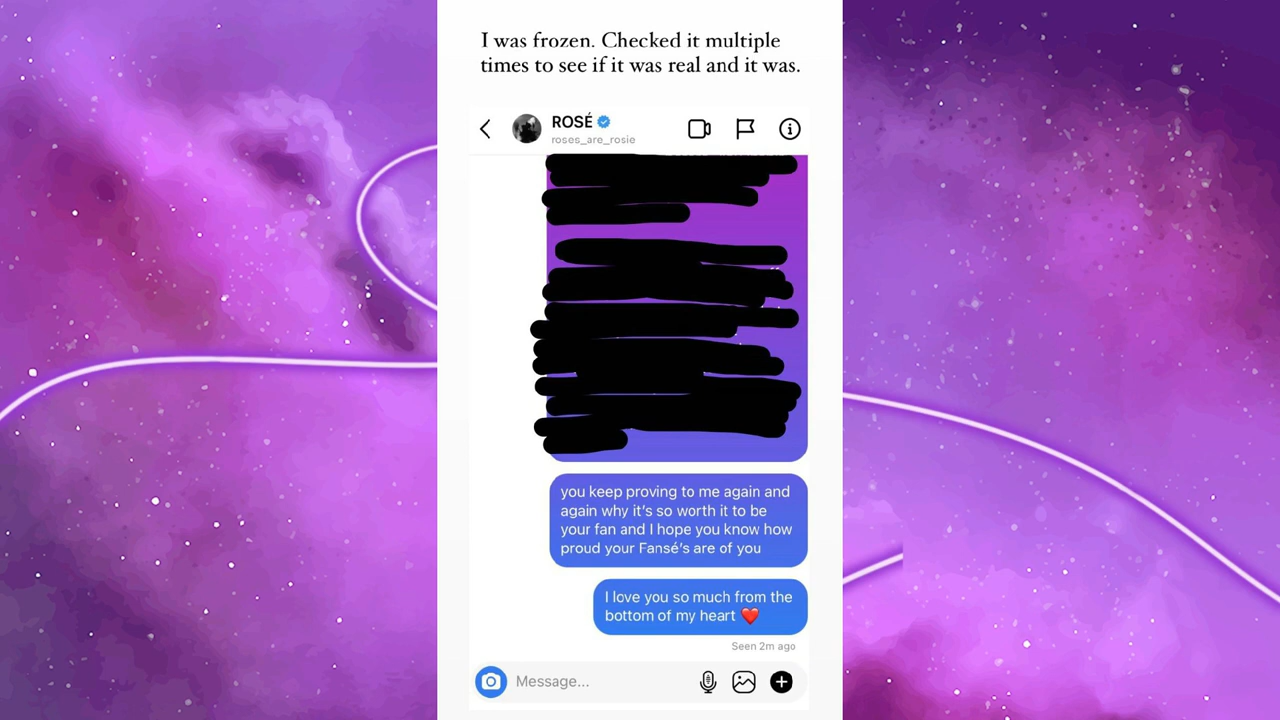 I was frozen. Checked it multiple
times to see if it was real and it was.
ROSÉ
roses_are_rosie
you keep proving to me again and
again why it's so worth it to be
your fan and I hope you know how
proud your Fansé's are of you
I love you so much from the
bottom of my heart ❤️
Seen 2m ago
Message...